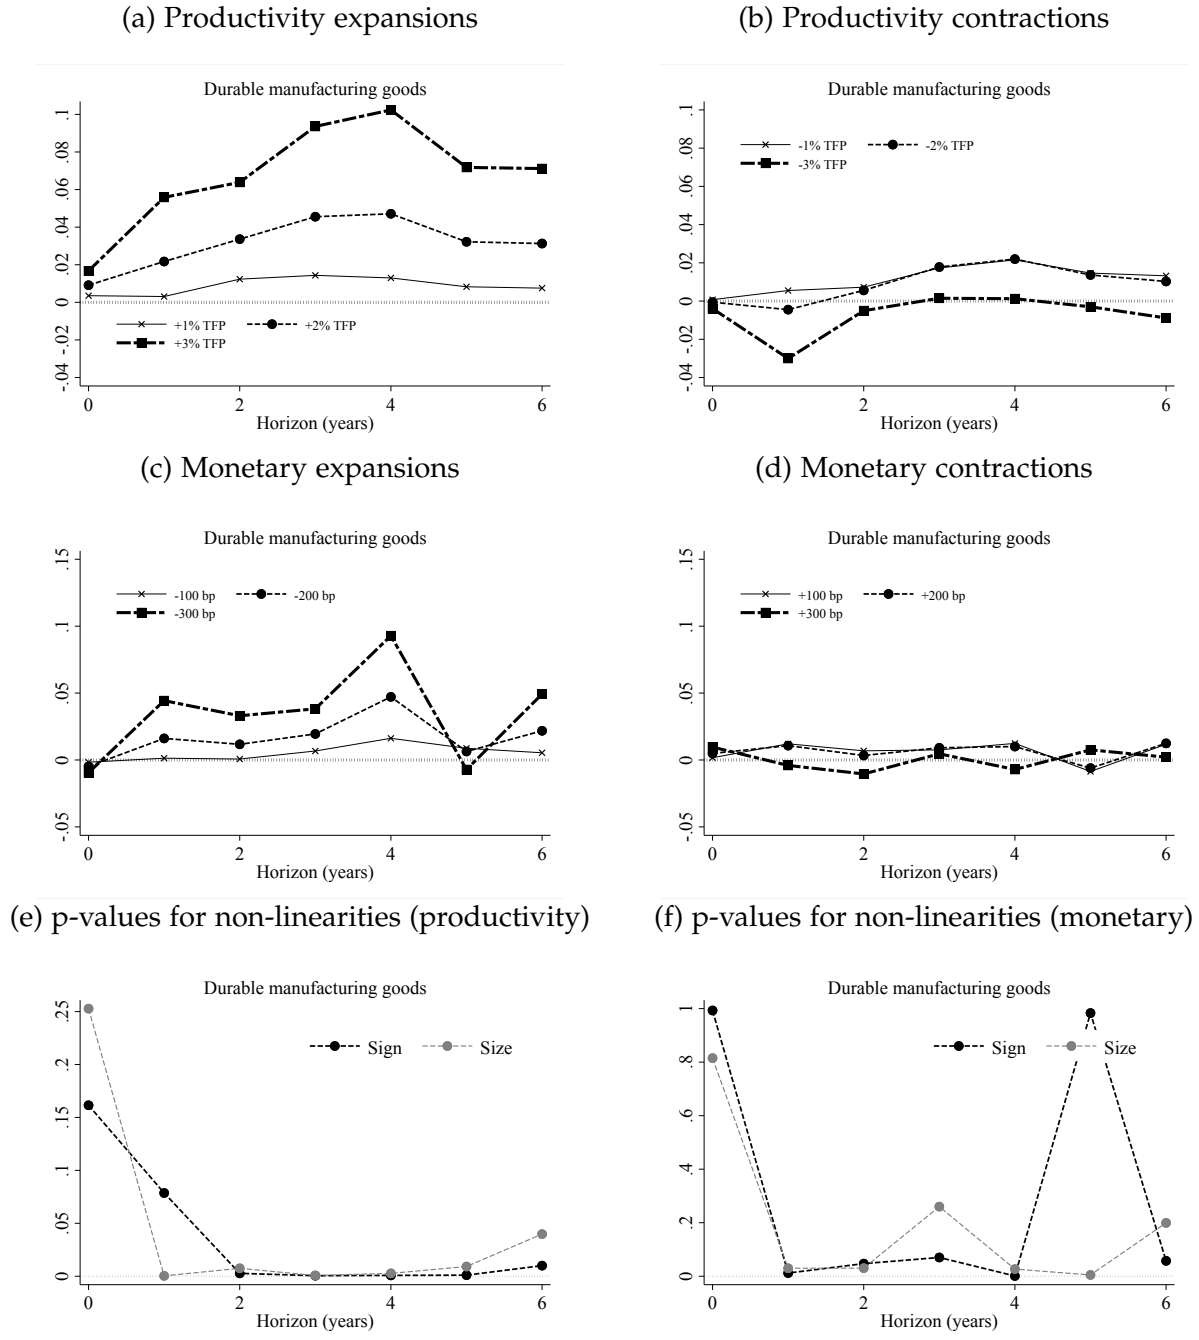 (a) Productivity expansions
(b) Productivity contractions
Durable manufacturing goods
.1
.08
.06
.04
.02
0
-.02
-.04
+1% TFP
+2% TFP
+3% TFP
0 2 4 6
Horizon (years)
Durable manufacturing goods
.1
.08
.06
.04
.02
0
-.02
-.04
-1% TFP
-2% TFP
-3% TFP
0 2 4 6
Horizon (years)
(c) Monetary expansions
(d) Monetary contractions
Durable manufacturing goods
.15
.1
.05
0
-.05
-100 bp
-200 bp
-300 bp
0 2 4 6
Horizon (years)
Durable manufacturing goods
.15
.1
.05
0
-.05
+100 bp
+200 bp
+300 bp
0 2 4 6
Horizon (years)
(e) p-values for non-linearities (productivity)
(f) p-values for non-linearities (monetary)
Durable manufacturing goods
.25
.2
.15
.1
.05
0
Sign
Size
0 2 4 6
Horizon (years)
Durable manufacturing goods
1
.8
.6
.4
.2
0
Sign
Size
0 2 4 6
Horizon (years)